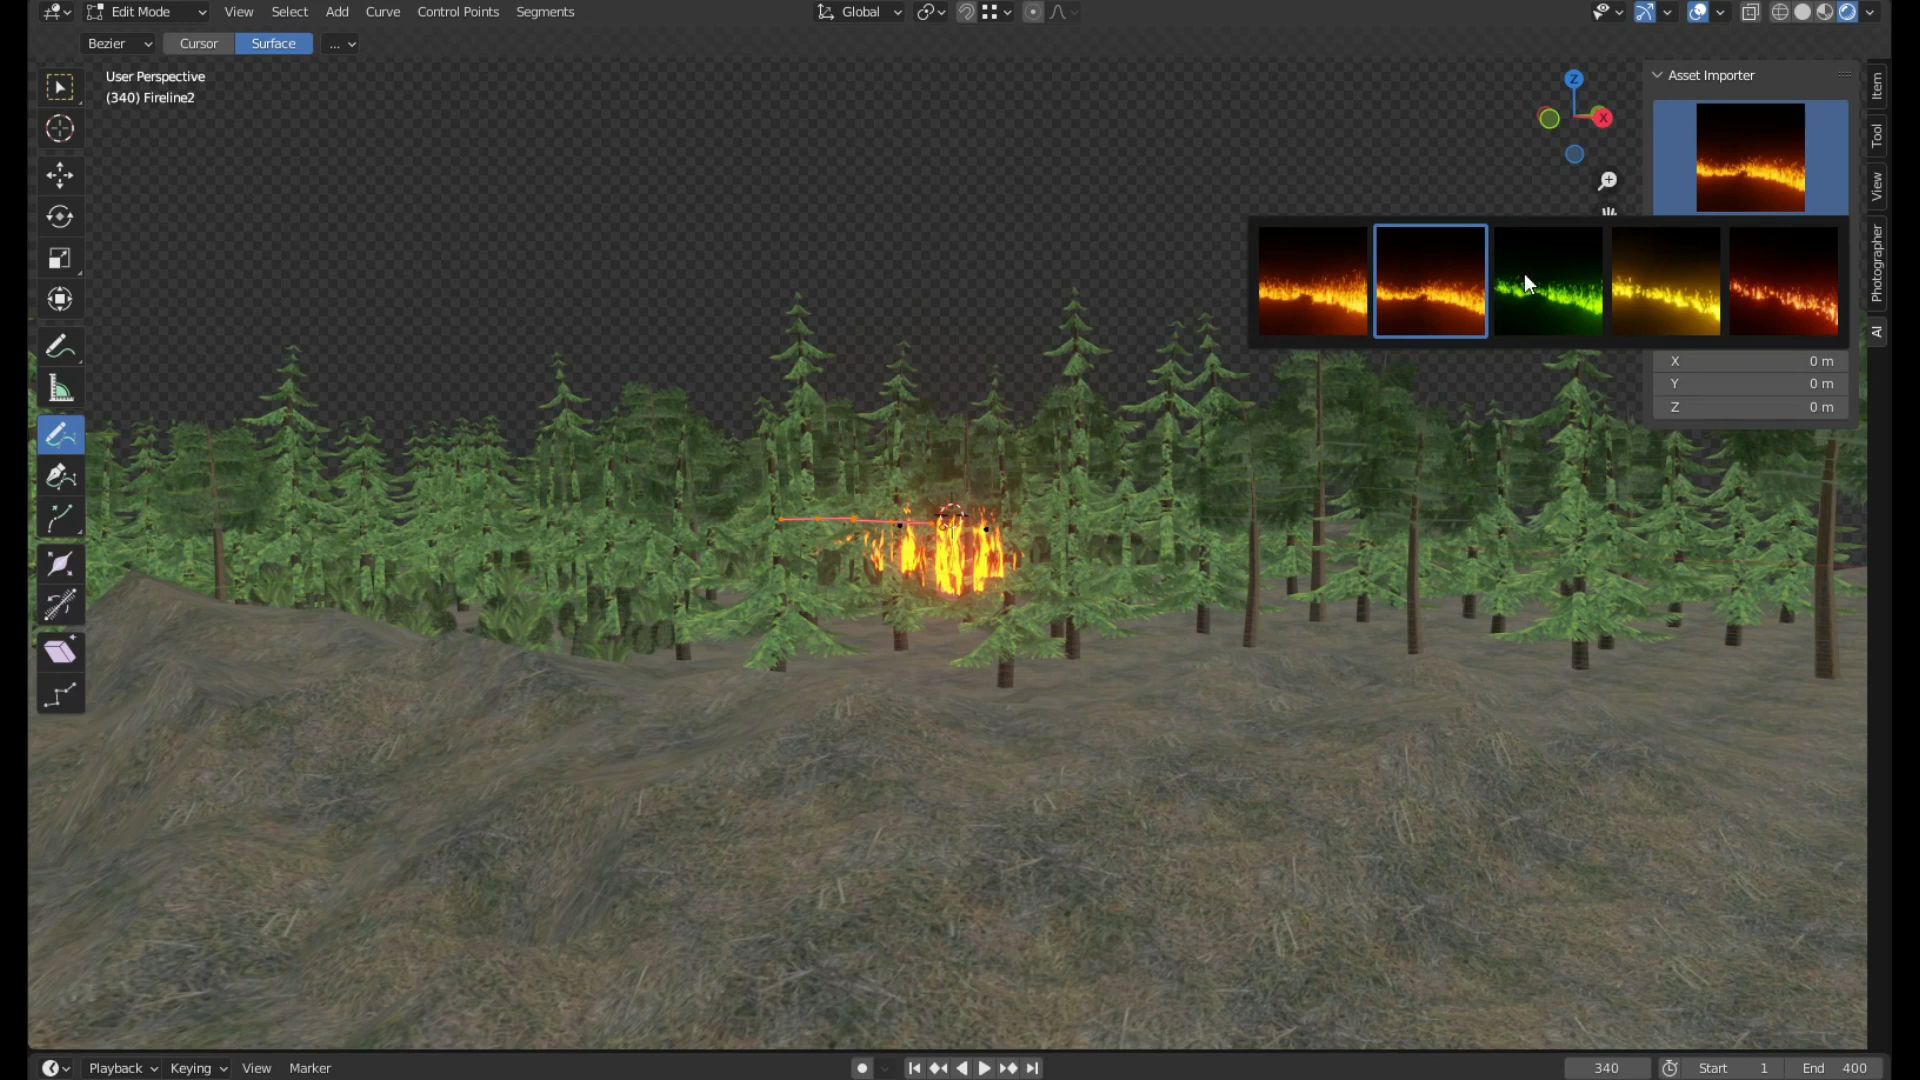 Edit Mode View Select Add Curve Control Points Segments Global
Bezier Cursor Surface ...
User Perspective
(340) Fireline2
Z
X
Asset Importer
X 0 m
Y 0 m
Z 0 m
Item
Tool
View
Photographer
AI
Playback Keying View Marker 340 Start 1 End 400